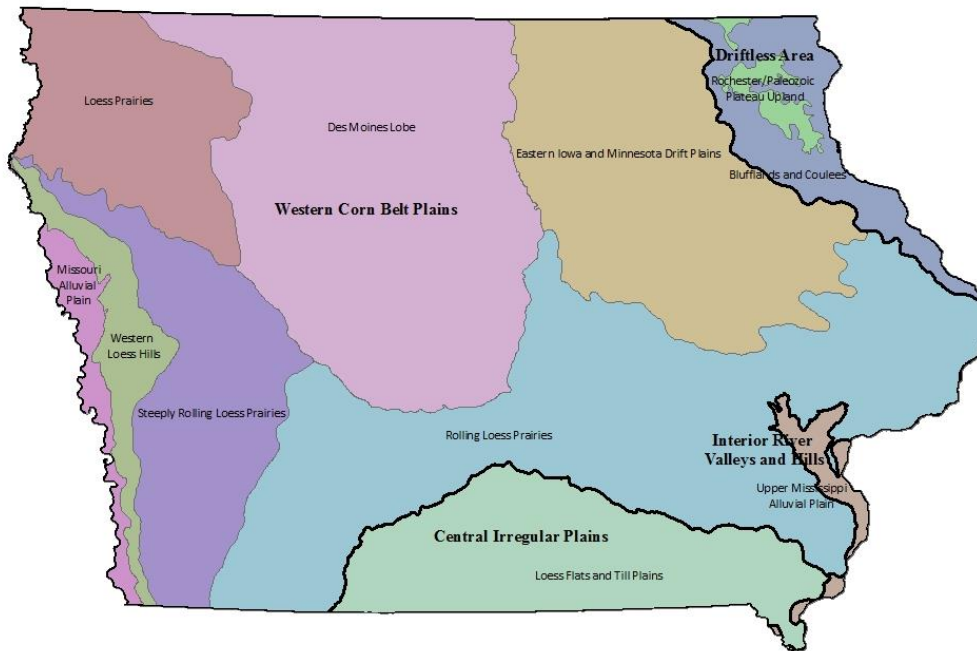 Driftless Area
Rochester/Paleozoic
Plateau Upland
Loess Prairies
Des Moines Lobe
Eastern Iowa and Minnesota Drift Plains
Blufflands and Coulees
Western Corn Belt Plains
Missouri
Alluvial
Plain
Western
Loess Hills
Steeply Rolling Loess Prairies
Rolling Loess Prairies
Interior River
Valleys and Hills
Upper Mississippi
Alluvial Plain
Central Irregular Plains
Loess Flats and Till Plains